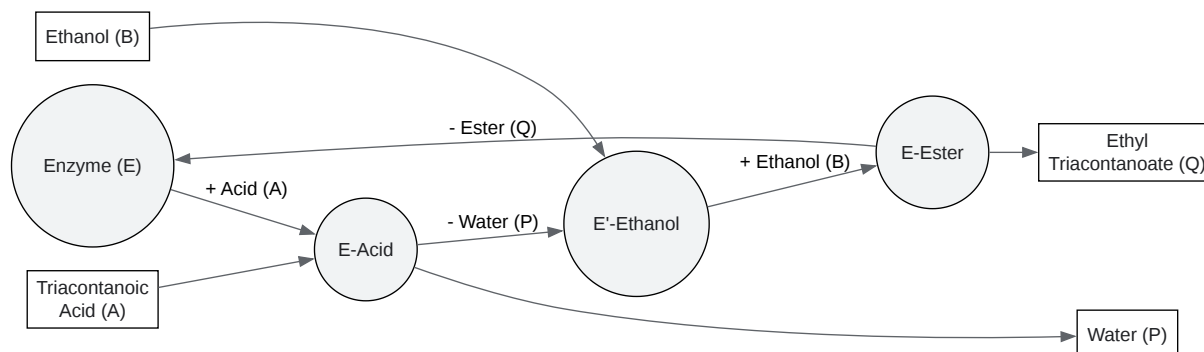 Ethanol (B)
- Ester (Q)
E-Ester
Ethyl
Triacontanoate (Q)
Enzyme (E)
+ Acid (A)
+ Ethanol (B)
- Water (P)
E'-Ethanol
E-Acid
Triacontanoic
Acid (A)
Water (P)